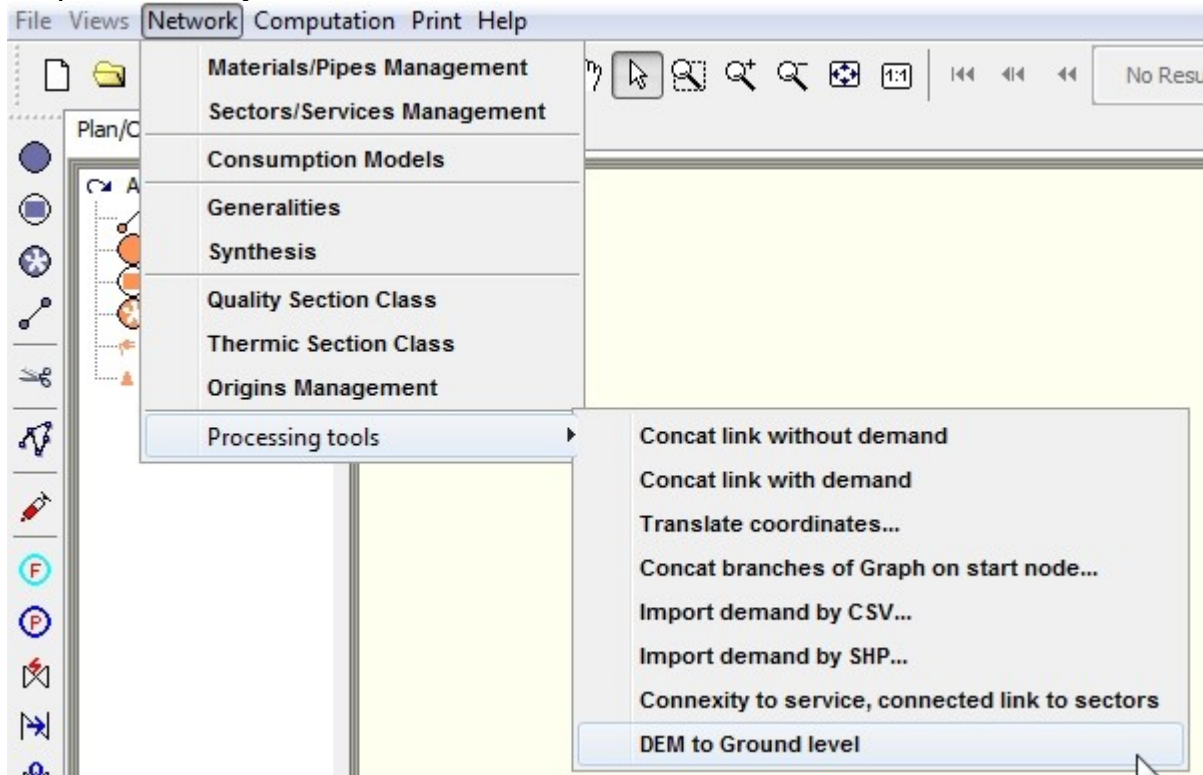 File Views Network Computation Print Help
Materials/Pipes Management
1:1
No Resu
Sectors/Services Management
Plan/C
Consumption Models
A
Generalities
Synthesis
Quality Section Class
Thermic Section Class
Origins Management
Processing tools
Concat link without demand
Concat link with demand
Translate coordinates...
Concat branches of Graph on start node...
Import demand by CSV...
Import demand by SHP...
Connexity to service, connected link to sectors
DEM to Ground level
F
P